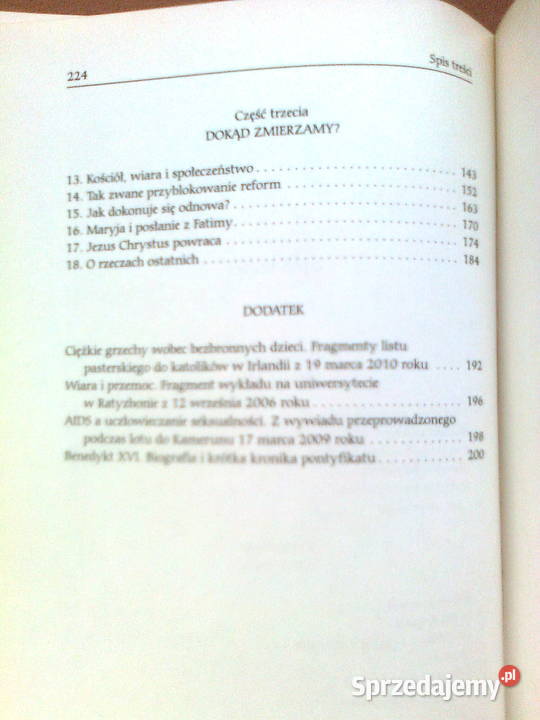 224 Spis treści
Część trzecia
DOKĄD ZMIERZAMY?
13. Kościół, wiara i społeczeństwo . . . . . . . . . . . . . . . . . . . . . . . . . 143
14. Tak zwane przyblokowanie reform . . . . . . . . . . . . . . . . . . . . . 152
15. Jak dokonuje się odnowa? . . . . . . . . . . . . . . . . . . . . . . . . . . . . 163
16. Maryja i posłanie z Fatimy . . . . . . . . . . . . . . . . . . . . . . . . . . . . 170
17. Jezus Chrystus powraca . . . . . . . . . . . . . . . . . . . . . . . . . . . . . 174
18. O rzeczach ostatnich . . . . . . . . . . . . . . . . . . . . . . . . . . . . . . . . 184
DODATEK
Ciężkie grzechy wobec bezbronnych dzieci. Fragmenty listu
pasterskiego do katolików w Irlandii z 19 marca 2010 roku . . . . 192
Wiara i przemoc. Fragment wykładu na uniwersytecie
w Ratyzbonie z 12 września 2006 roku . . . . . . . . . . . . . . . . . . . 196
AIDS a uczłowieczanie seksualności. Z wywiadu przeprowadzonego
podczas lotu do Kamerunu 17 marca 2009 roku . . . . . . . . . . . . 198
Benedykt XVI. Biografia i krótka kronika pontyfikatu . . . . . . . . . . . 200
Sprzedajemy.pl